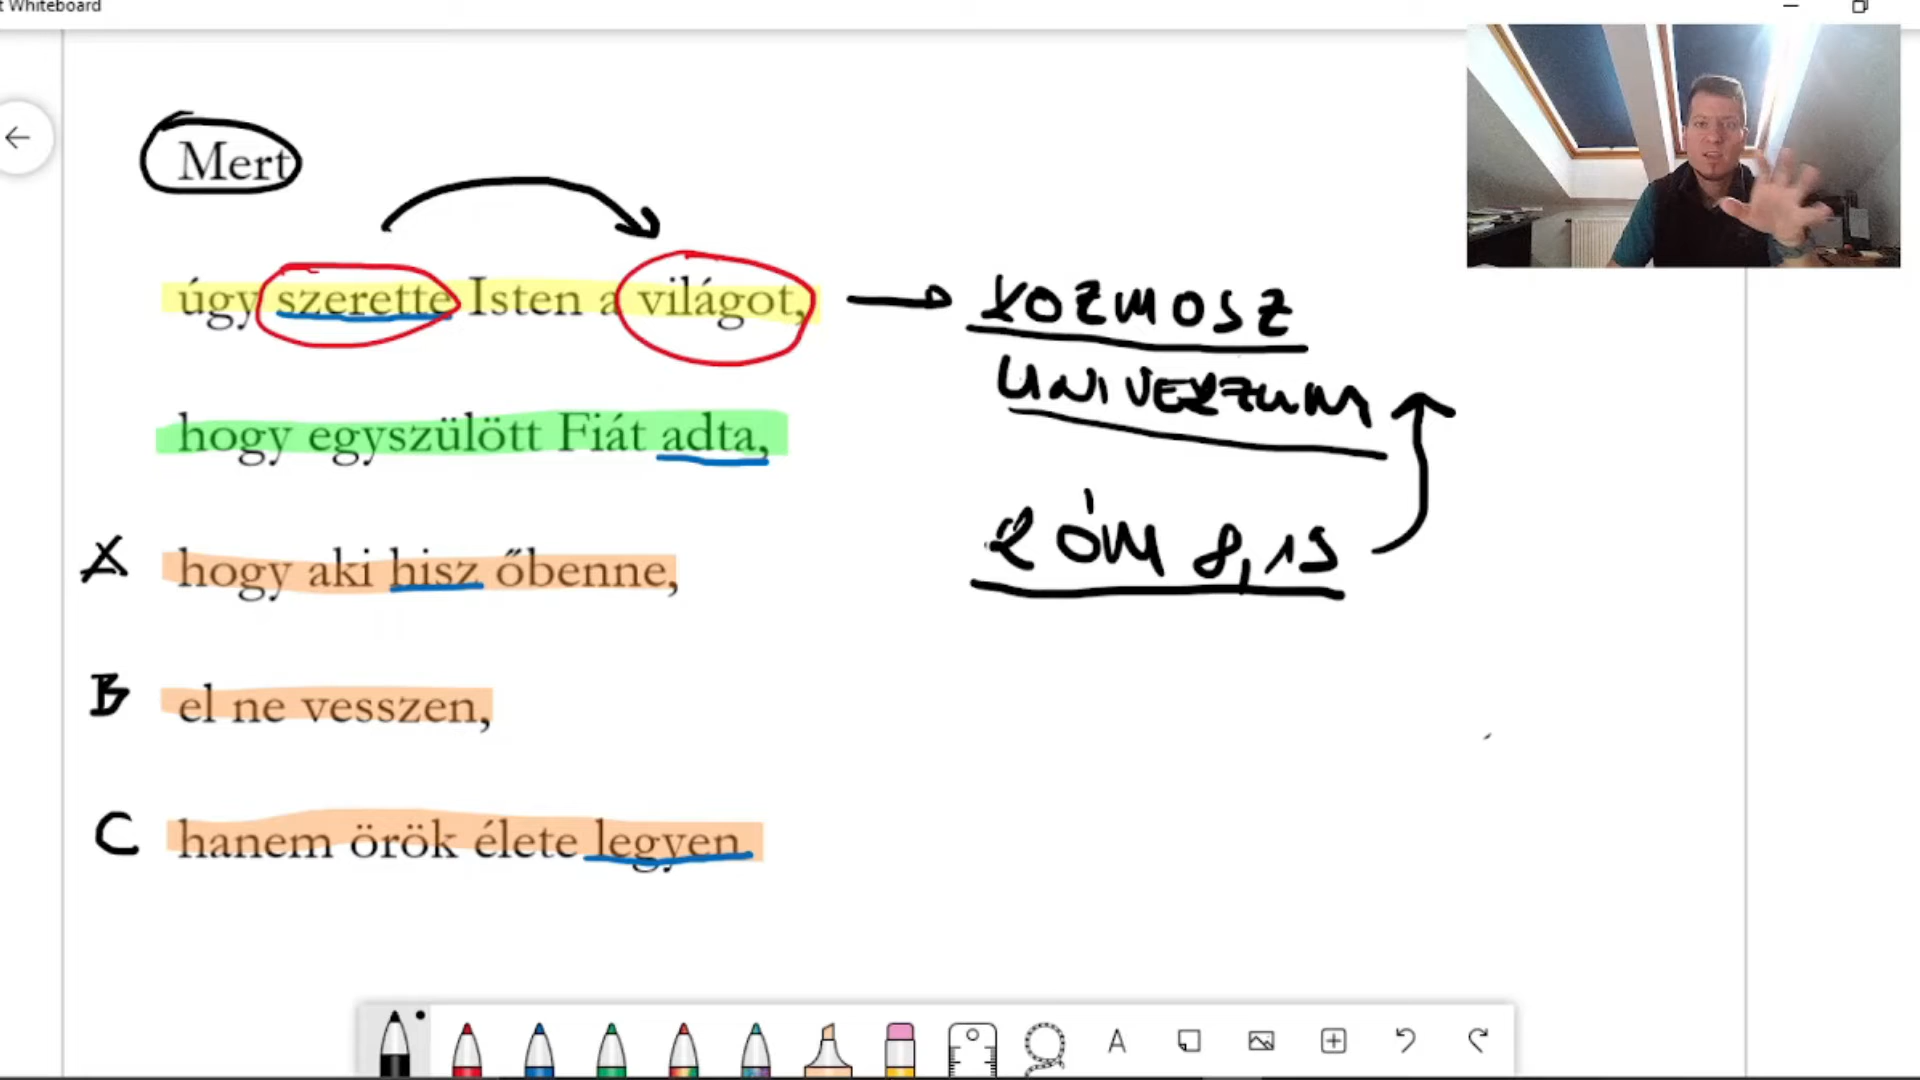 t Whiteboard
Mert
úgy szerette Isten a világot,
KOZMOSZ
UNIVERZUM
hogy egyszülött Fiát adta,
RÓM 8,19
A hogy aki hisz őbenne,
B el ne vesszen,
C hanem örök élete legyen
A